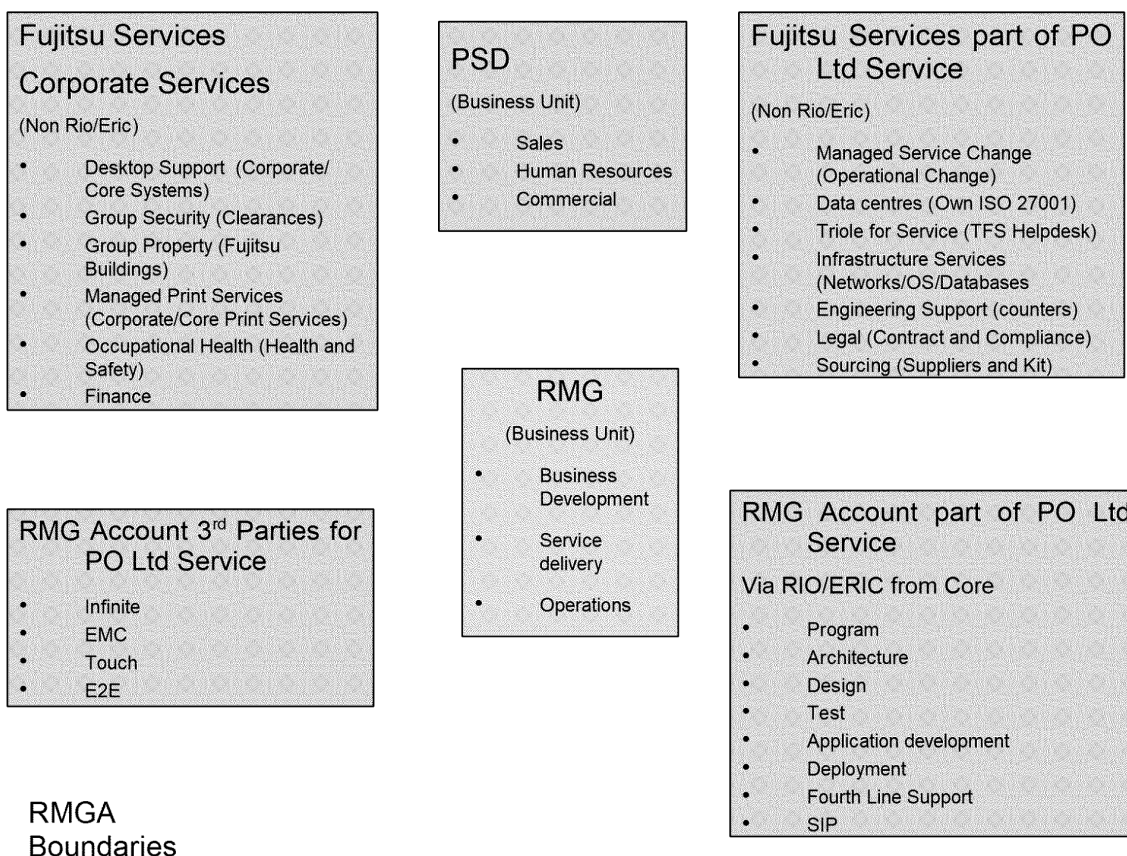 Fujitsu Services
Corporate Services
(Non Rio/Eric)
• Desktop Support (Corporate/
Core Systems)
• Group Security (Clearances)
• Group Property (Fujitsu
Buildings)
• Managed Print Services
(Corporate/Core Print Services)
• Occupational Health (Health and
Safety)
• Finance
PSD
(Business Unit)
• Sales
• Human Resources
• Commercial
Fujitsu Services part of PO
Ltd Service
(Non Rio/Eric)
• Managed Service Change
(Operational Change)
• Data centres (Own ISO 27001)
• Triole for Service (TFS Helpdesk)
• Infrastructure Services
(Networks/OS/Databases
• Engineering Support (counters)
• Legal (Contract and Compliance)
• Sourcing (Suppliers and Kit)
RMG
(Business Unit)
• Business
Development
• Service
delivery
• Operations
RMG Account 3rd Parties for
PO Ltd Service
• Infinite
• EMC
• Touch
• E2E
RMG Account part of PO Ltd
Service
Via RIO/ERIC from Core
• Program
• Architecture
• Design
• Test
• Application development
• Deployment
• Fourth Line Support
• SIP
RMGA
Boundaries